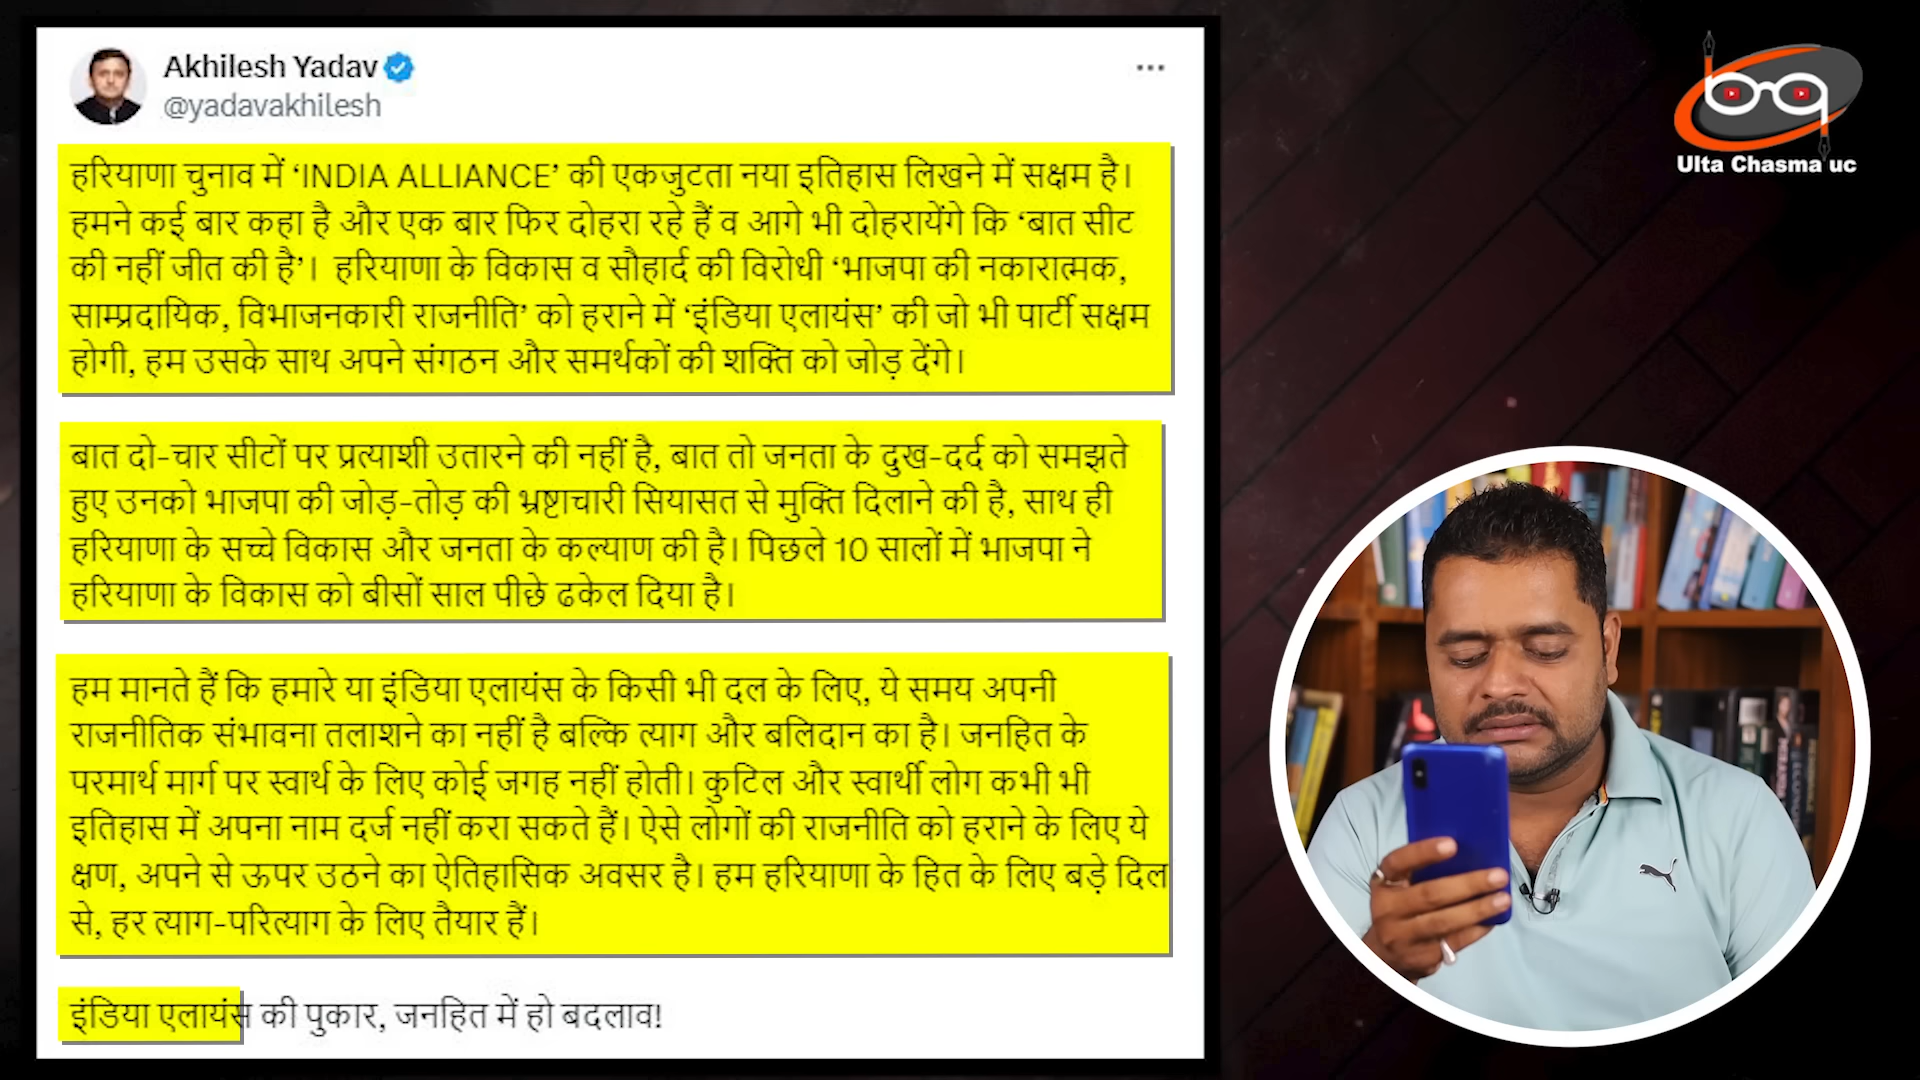 Akhilesh Yadav
@yadavakhilesh
हरियाणा चुनाव में ‘INDIA ALLIANCE’ की एकजुटता नया इतिहास लिखने में सक्षम है।
हमने कई बार कहा है और एक बार फिर दोहरा रहे हैं व आगे भी दोहरायेंगे कि ‘बात सीट
की नहीं जीत की है’। हरियाणा के विकास व सौहार्द की विरोधी ‘भाजपा की नकारात्मक,
साम्प्रदायिक, विभाजनकारी राजनीति’ को हराने में ‘इंडिया एलायंस’ की जो भी पार्टी सक्षम
होगी, हम उसके साथ अपने संगठन और समर्थकों की शक्ति को जोड़ देंगे।
बात दो-चार सीटों पर प्रत्याशी उतारने की नहीं है, बात तो जनता के दुख-दर्द को समझते
हुए उनको भाजपा की जोड़-तोड़ की भ्रष्टाचारी सियासत से मुक्ति दिलाने की है, साथ ही
हरियाणा के सच्चे विकास और जनता के कल्याण की है। पिछले 10 सालों में भाजपा ने
हरियाणा के विकास को बीसों साल पीछे ढकेल दिया है।
हम मानते हैं कि हमारे या इंडिया एलायंस के किसी भी दल के लिए, ये समय अपनी
राजनीतिक संभावना तलाशने का नहीं है बल्कि त्याग और बलिदान का है। जनहित के
परमार्थ मार्ग पर स्वार्थ के लिए कोई जगह नहीं होती। कुटिल और स्वार्थी लोग कभी भी
इतिहास में अपना नाम दर्ज नहीं करा सकते हैं। ऐसे लोगों की राजनीति को हराने के लिए ये
क्षण, अपने से ऊपर उठने का ऐतिहासिक अवसर है। हम हरियाणा के हित के लिए बड़े दिल
से, हर त्याग-परित्याग के लिए तैयार हैं।
इंडिया एलायंस की पुकार, जनहित में हो बदलाव!
Ulta Chasma uc